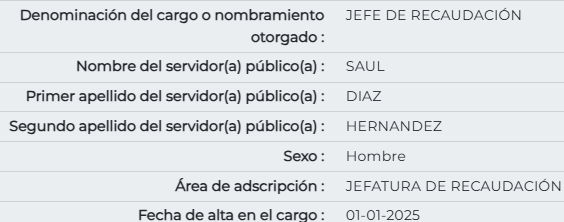 Denominación del cargo o nombramiento otorgado : JEFE DE RECAUDACIÓN
Nombre del servidor(a) público(a) : SAUL
Primer apellido del servidor(a) público(a) : DIAZ
Segundo apellido del servidor(a) público(a) : HERNANDEZ
Sexo : Hombre
Área de adscripción : JEFATURA DE RECAUDACIÓN
Fecha de alta en el cargo : 01-01-2025